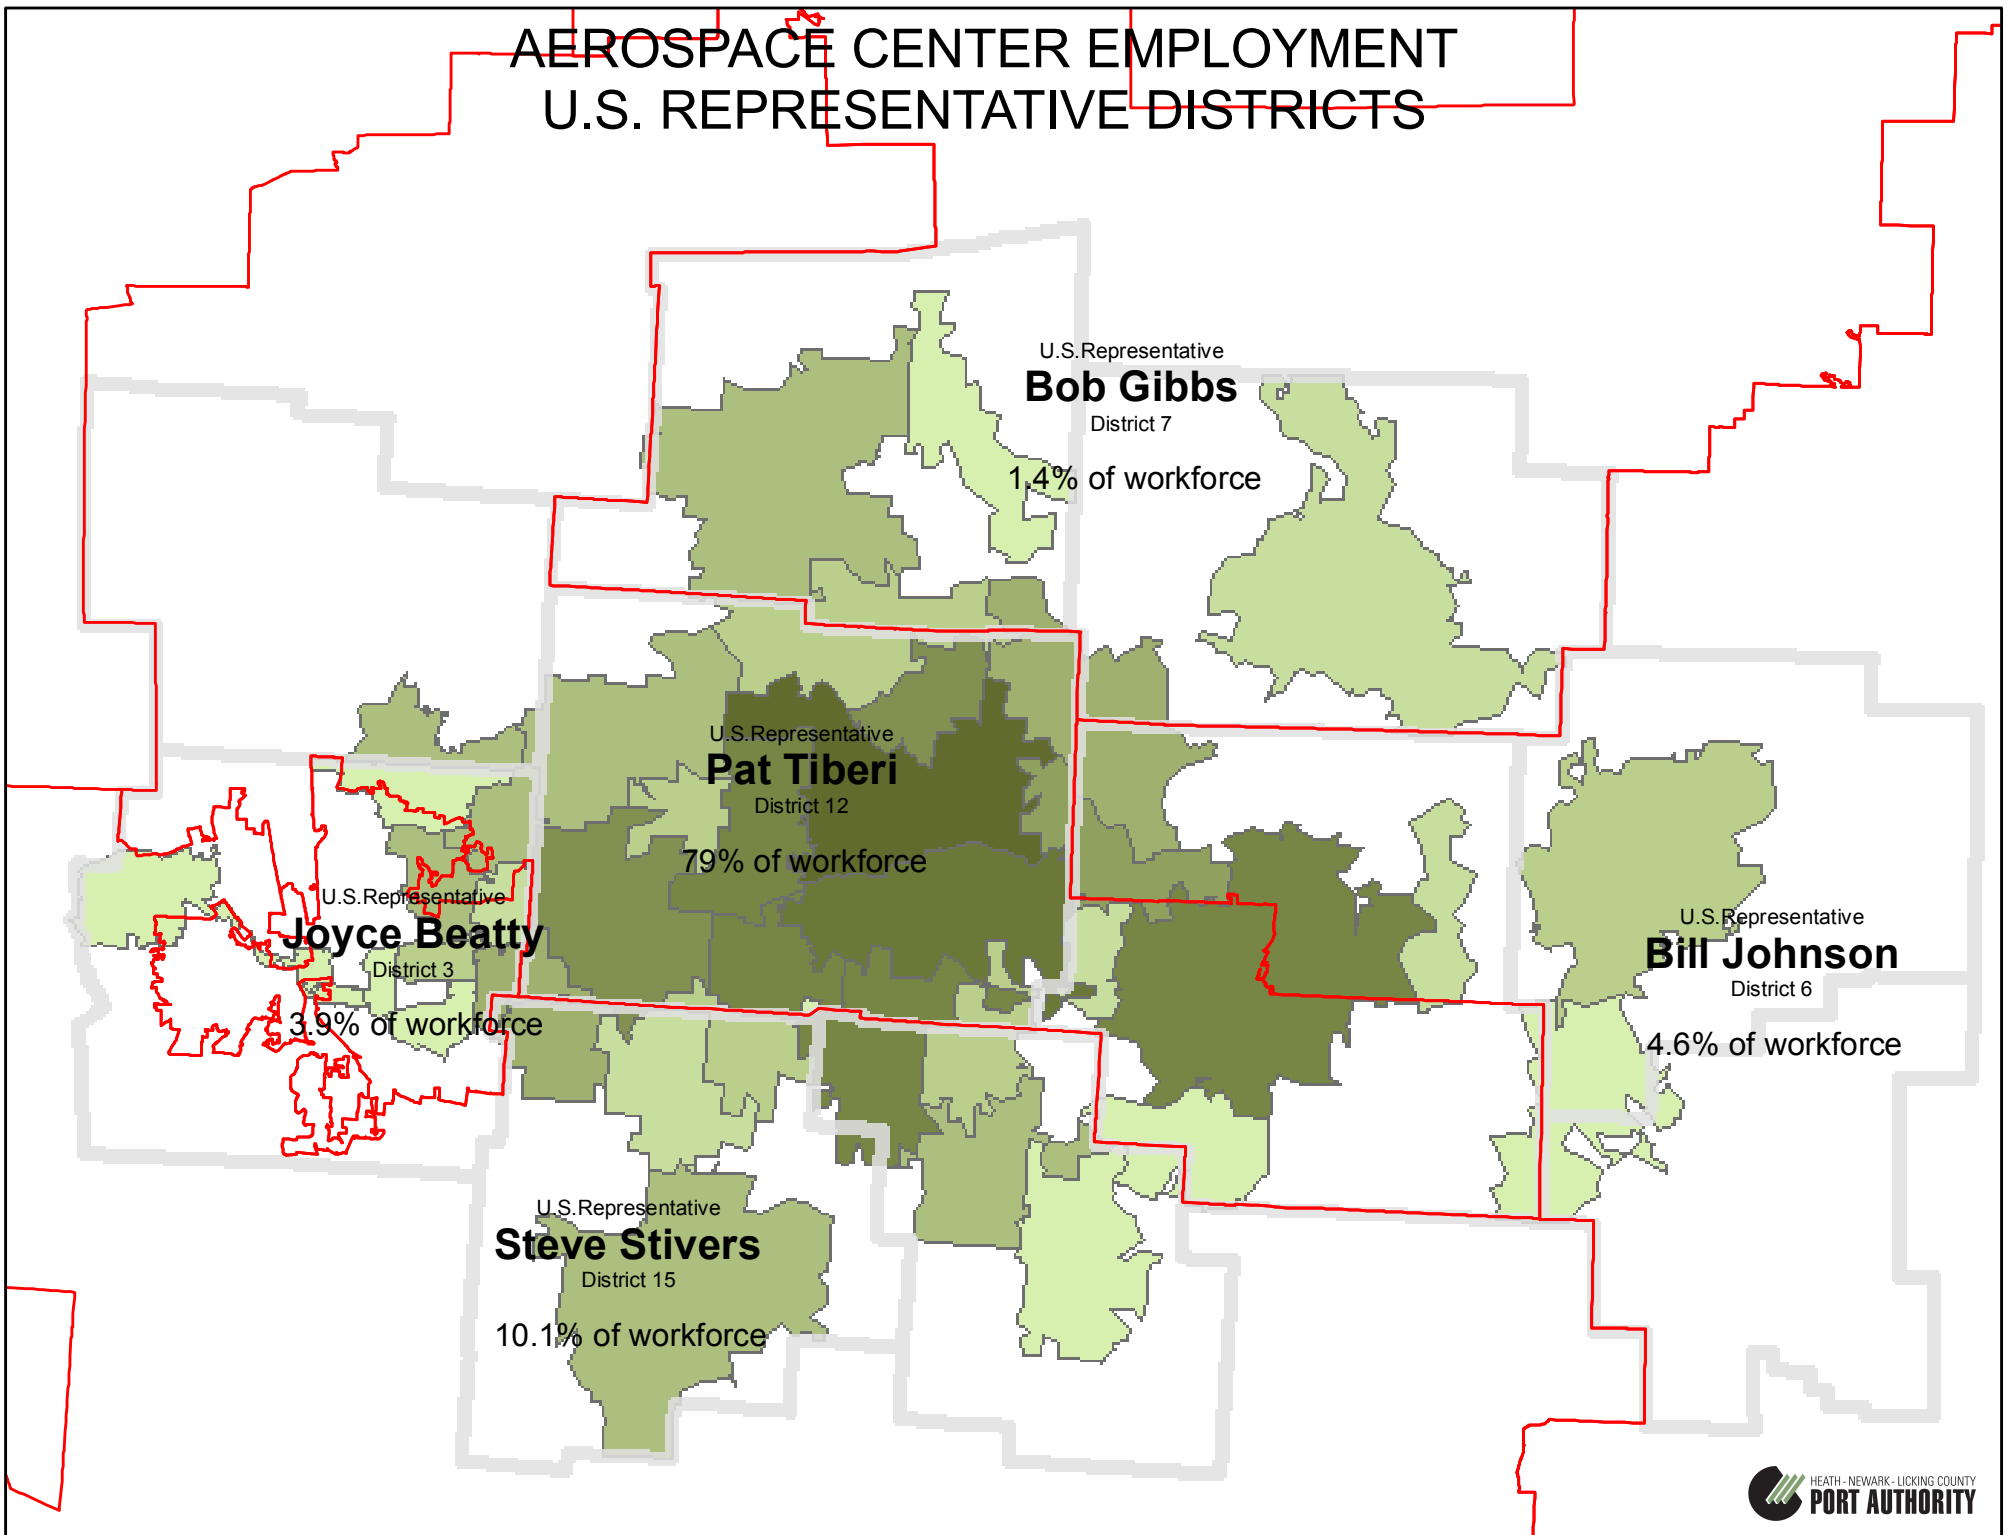 AEROSPACE CENTER EMPLOYMENT
U.S. REPRESENTATIVE DISTRICTS
U.S.Representative
Bob Gibbs
District 7
1.4% of workforce
U.S.Representative
Pat Tiberi
District 12
79% of workforce
U.S.Representative
Joyce Beatty
District 3
3.9% of workforce
U.S.Representative
Bill Johnson
District 6
4.6% of workforce
U.S.Representative
Steve Stivers
District 15
10.1% of workforce
HEATH - NEWARK - LICKING COUNTY
PORT AUTHORITY